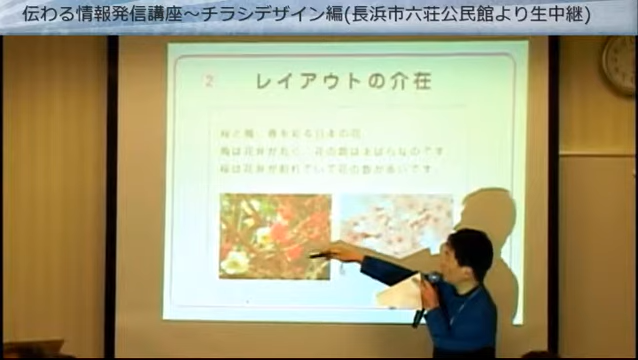 伝わる情報発信講座～チラシデザイン編(長浜市六荘公民館より生中継)
2 レイアウトの介在
桜と梅 春を彩る日本の花
梅は花弁が丸く、花の数はまばらなのです
桜は花弁が割れていて花の数が多いです